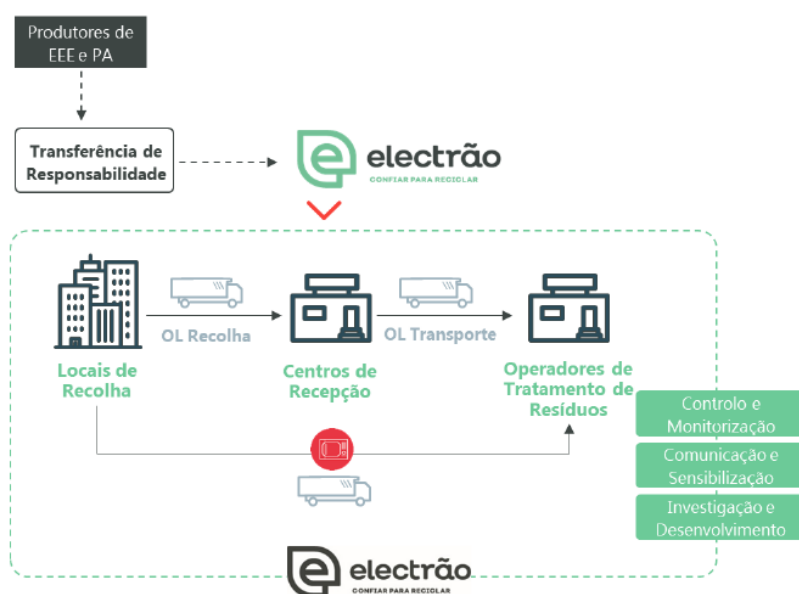 Produtores de
EEE e PA
Transferência de
Responsabilidade
electrão
CONFIAR PARA RECICLAR
OL Recolha
OL Transporte
Locais de
Recolha
Centros de
Recepção
Operadores de
Tratamento de
Resíduos
Controlo e
Monitorização
Comunicação e
Sensibilização
Investigação e
Desenvolvimento
electrão
CONFIAR PARA RECICLAR